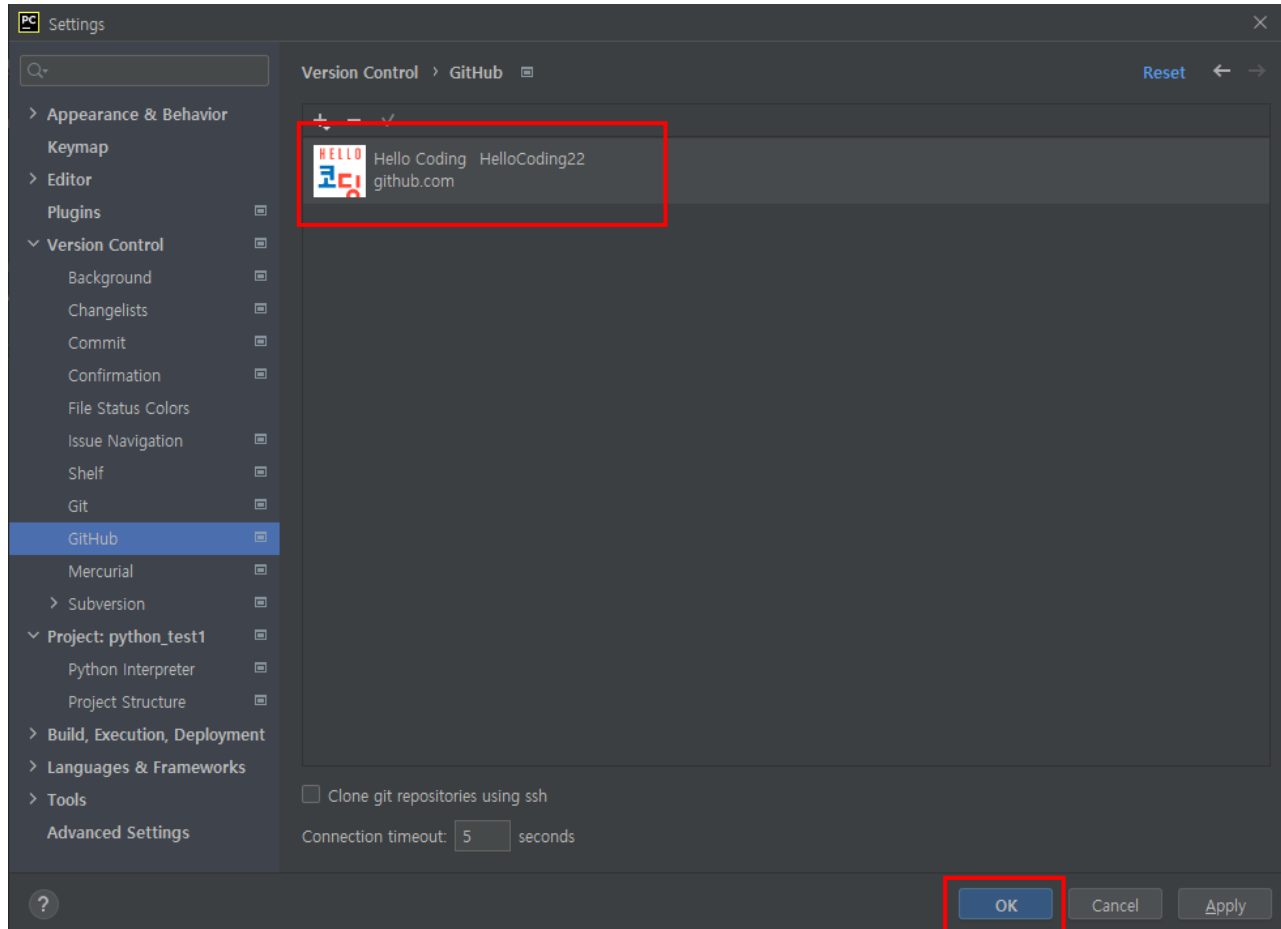 PC Settings
Version Control › GitHub
Reset
Appearance & Behavior
Keymap
Editor
Plugins
Version Control
Background
Changelists
Commit
Confirmation
File Status Colors
Issue Navigation
Shelf
Git
GitHub
Mercurial
Subversion
Project: python_test1
Python Interpreter
Project Structure
Build, Execution, Deployment
Languages & Frameworks
Tools
Advanced Settings
HELLO
코딩
Hello Coding HelloCoding22
github.com
Clone git repositories using ssh
Connection timeout: 5 seconds
?
OK Cancel Apply